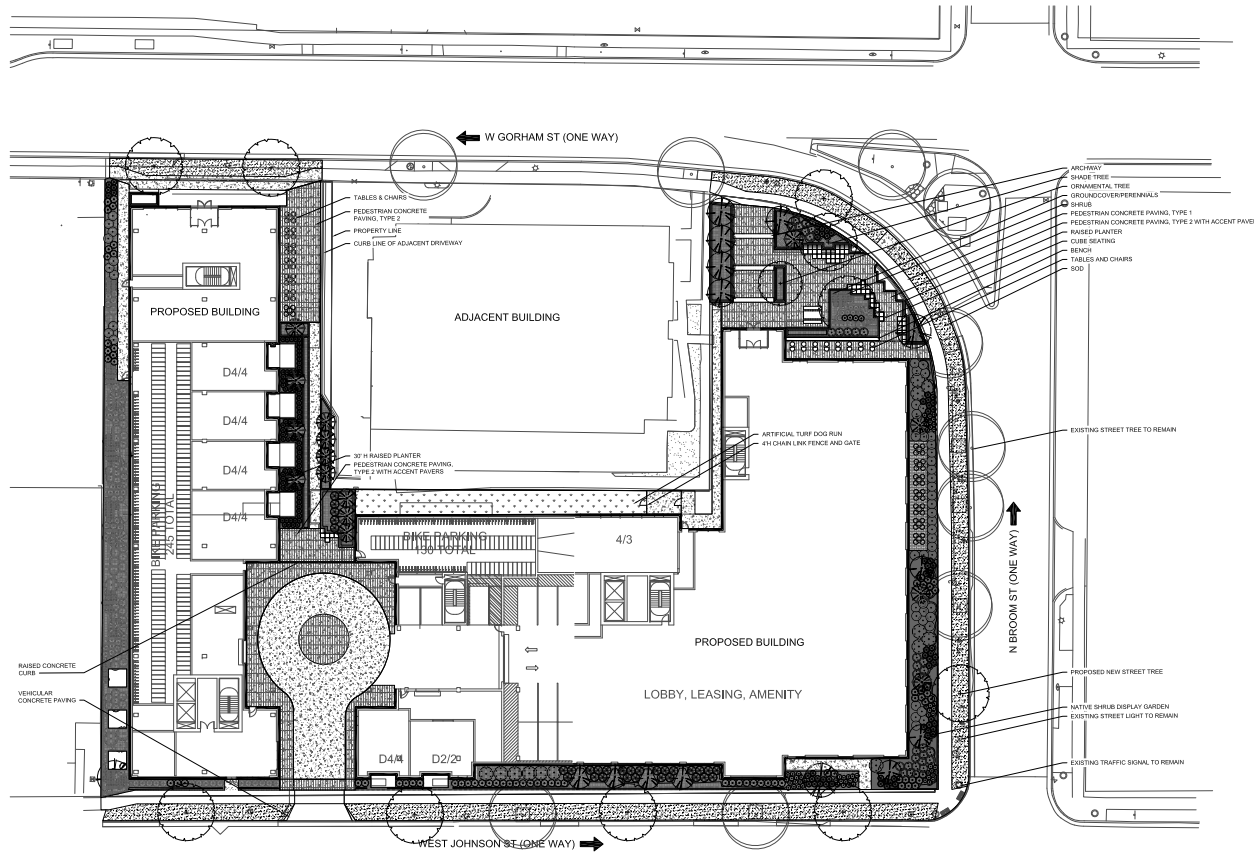 W GORHAM ST (ONE WAY)
ARCHWAY
SHADE TREE
ORNAMENTAL TREE
GROUNDCOVER/PERENNIALS
SHRUB
PEDESTRIAN CONCRETE PAVING, TYPE 1
PEDESTRIAN CONCRETE PAVING, TYPE 2 WITH ACCENT PAVER
RAISED PLANTER
CUBE SEATING
BENCH
TABLES AND CHAIRS
SOD
TABLES & CHAIRS
PEDESTRIAN CONCRETE
PAVING, TYPE 2
PROPERTY LINE
CURB LINE OF ADJACENT DRIVEWAY
PROPOSED BUILDING
ADJACENT BUILDING
D4/4
D4/4
D4/4
D4/4
BIKE PARKING
245 TOTAL
30" H RAISED PLANTER
PEDESTRIAN CONCRETE PAVING,
TYPE 2 WITH ACCENT PAVERS
ARTIFICIAL TURF DOG RUN
4'H CHAIN LINK FENCE AND GATE
EXISTING STREET TREE TO REMAIN
BIKE PARKING
130 TOTAL
4/3
N BROOM ST (ONE WAY)
PROPOSED BUILDING
LOBBY, LEASING, AMENITY
RAISED CONCRETE
CURB
VEHICULAR
CONCRETE PAVING
PROPOSED NEW STREET TREE
NATIVE SHRUB DISPLAY GARDEN
EXISTING STREET LIGHT TO REMAIN
EXISTING TRAFFIC SIGNAL TO REMAIN
D4/4
D2/2
WEST JOHNSON ST (ONE WAY)